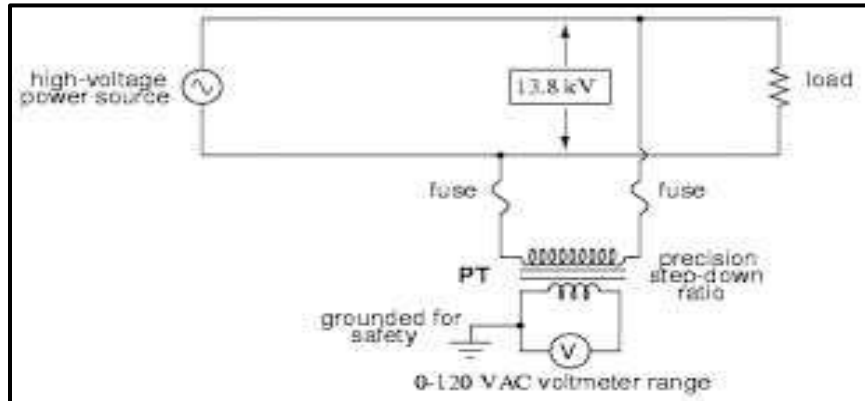 high-voltage
power source
13.8 kV
load
fuse
fuse
PT
precision
step-down
ratio
grounded for
safety
V
0-120 VAC voltmeter range